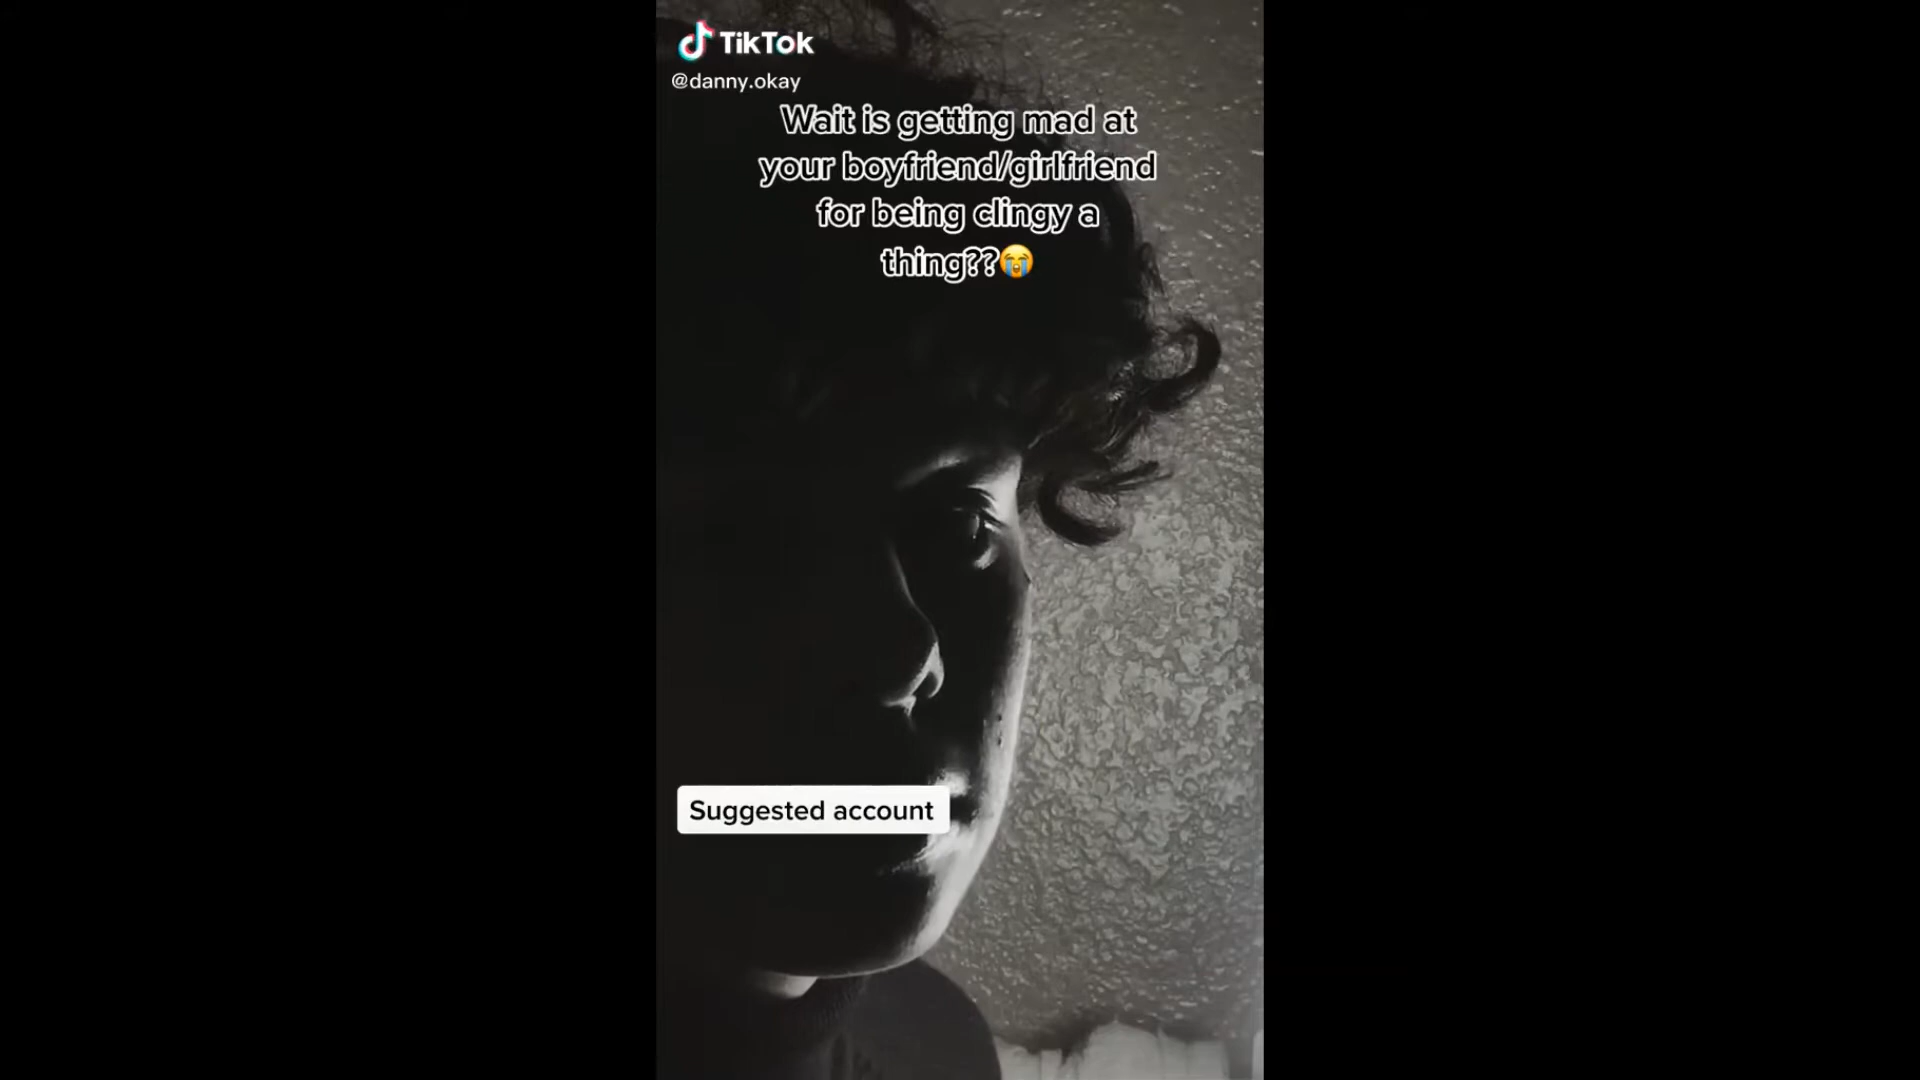 TikTok
@danny.okay
Wait is getting mad at
your boyfriend/girlfriend
for being clingy a
thing??😭
Suggested account